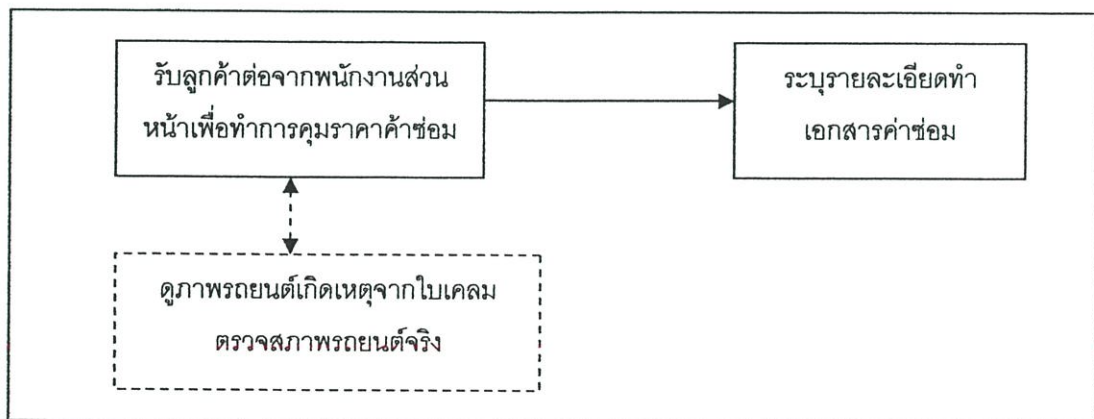 รับลูกค้าต่อจากพนักงานส่วน
หน้าเพื่อทำการคุมราคาค้าซ่อม
ระบุรายละเอียดทำ
เอกสารค่าซ่อม
ดูภาพรถยนต์เกิดเหตุจากใบเคลม
ตรวจสภาพรถยนต์จริง